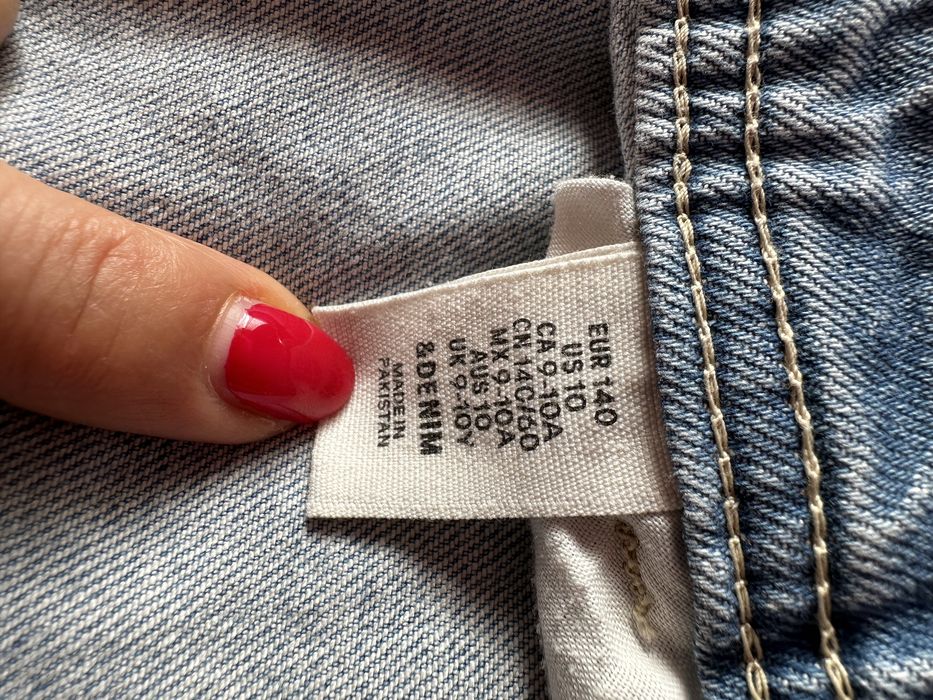 EUR 140
US 10
CA 9-10A
CN 140/60
MX 9-10A
AUS 10
UK 9-10Y
&DENIM
MADE IN
PAKISTAN